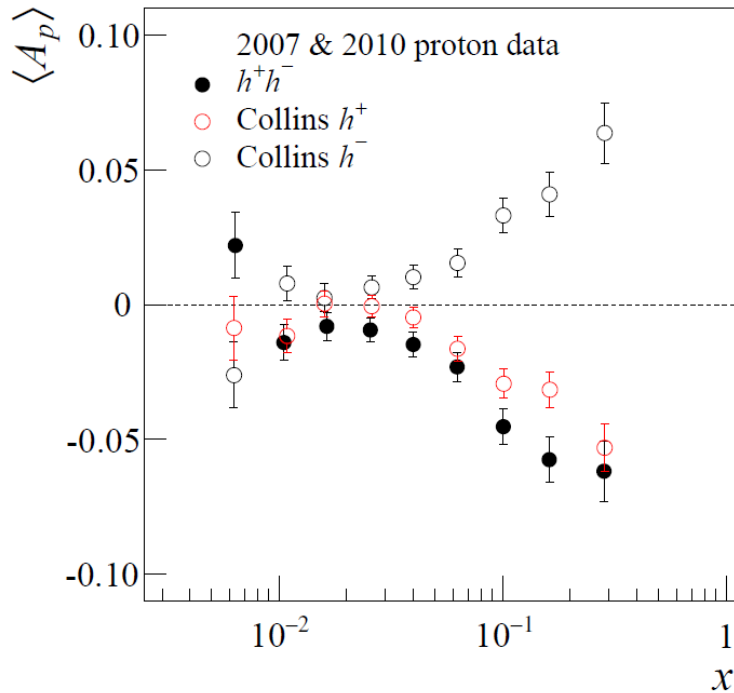 ⟨A_p⟩
0.10
2007 & 2010 proton data
h⁺h⁻
Collins h⁺
Collins h⁻
0.05
0
-0.05
-0.10
10⁻² 10⁻¹ 1
x